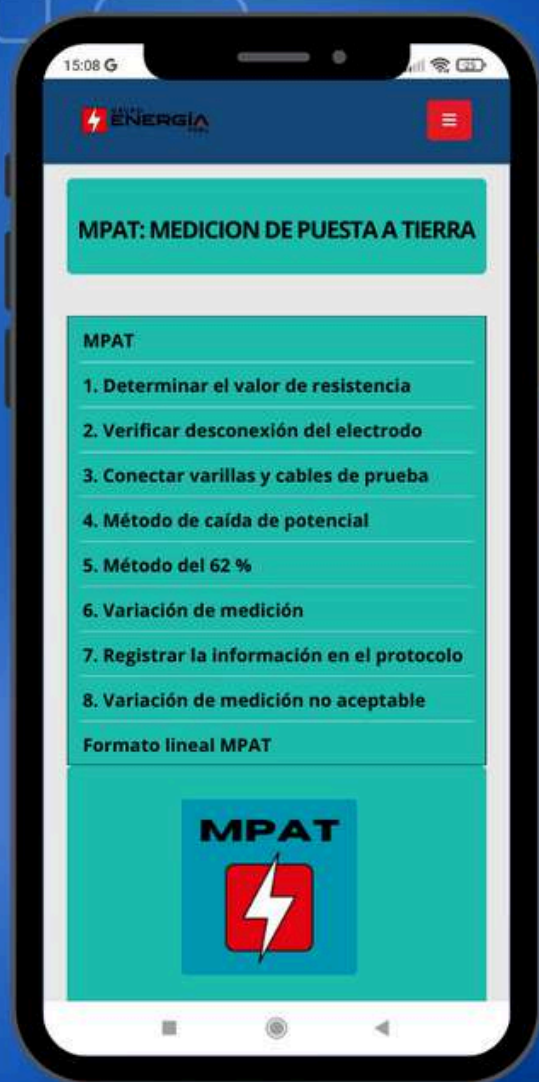 15:08 G
25
GRUPO
ENERGÍA
PERÚ
MPAT: MEDICION DE PUESTA A TIERRA
MPAT
1. Determinar el valor de resistencia
2. Verificar desconexión del electrodo
3. Conectar varillas y cables de prueba
4. Método de caída de potencial
5. Método del 62 %
6. Variación de medición
7. Registrar la información en el protocolo
8. Variación de medición no aceptable
Formato lineal MPAT
MPAT